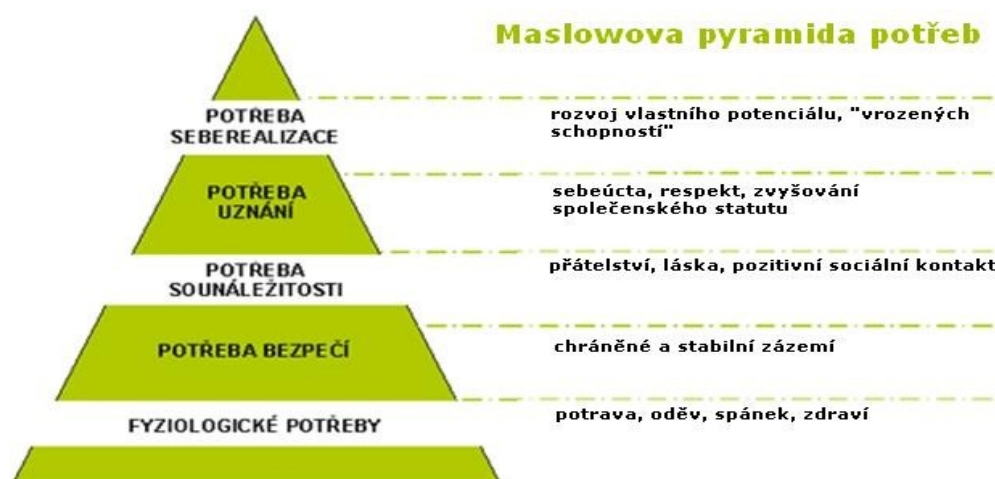 Maslowova pyramida potřeb
POTŘEBA
SEBEREALIZACE
rozvoj vlastního potenciálu, "vrozených
schopností"
POTŘEBA
UZNÁNÍ
sebeúcta, respekt, zvyšování
společenského statutu
POTŘEBA
SOUNÁLEŽITOSTI
přátelství, láska, pozitivní sociální kontakt
POTŘEBA BEZPEČÍ
chráněné a stabilní zázemí
FYZIOLOGICKÉ POTŘEBY
potrava, oděv, spánek, zdraví